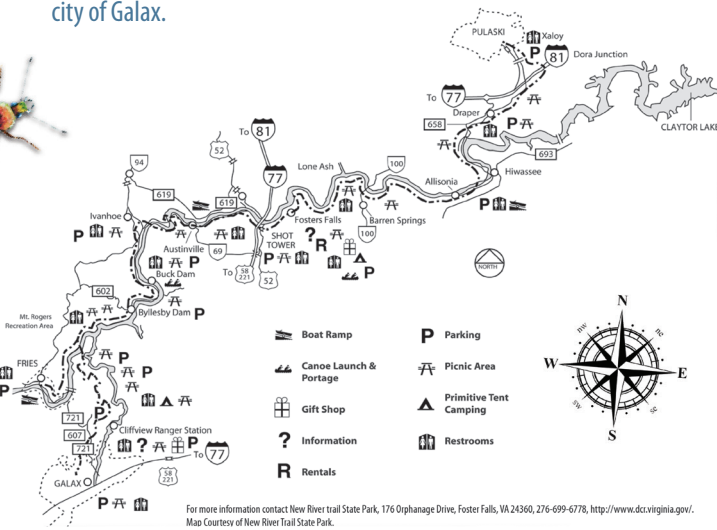 city of Galax.
PULASKI
Xaloy
P
81
Dora Junction
To 77
Draper
658
P
CLAYTOR LAKE
693
Hiwassee
To 81
52
77
94
Lone Ash
100
Allisonia
P
619
619
Ivanhoe
P
Fosters Falls
Barren Springs
100
Austinville
69
SHOT
TOWER
?
R
P
P
P
To 58
221
52
Buck Dam
602
Byllesby Dam
P
Mt. Rogers
Recreation Area
NORTH
FRIES
P
P
P
P
721
607
721
Cliffview Ranger Station
?
P
To 77
58
221
GALAX
P
Boat Ramp
Canoe Launch &
Portage
Gift Shop
? Information
R Rentals
P Parking
Picnic Area
Primitive Tent
Camping
Restrooms
N
nw
ne
W
E
sw
se
S
For more information contact New River trail State Park, 176 Orphanage Drive, Foster Falls, VA 24360, 276-699-6778, http://www.dcr.virginia.gov/.
Map Courtesy of New River Trail State Park.